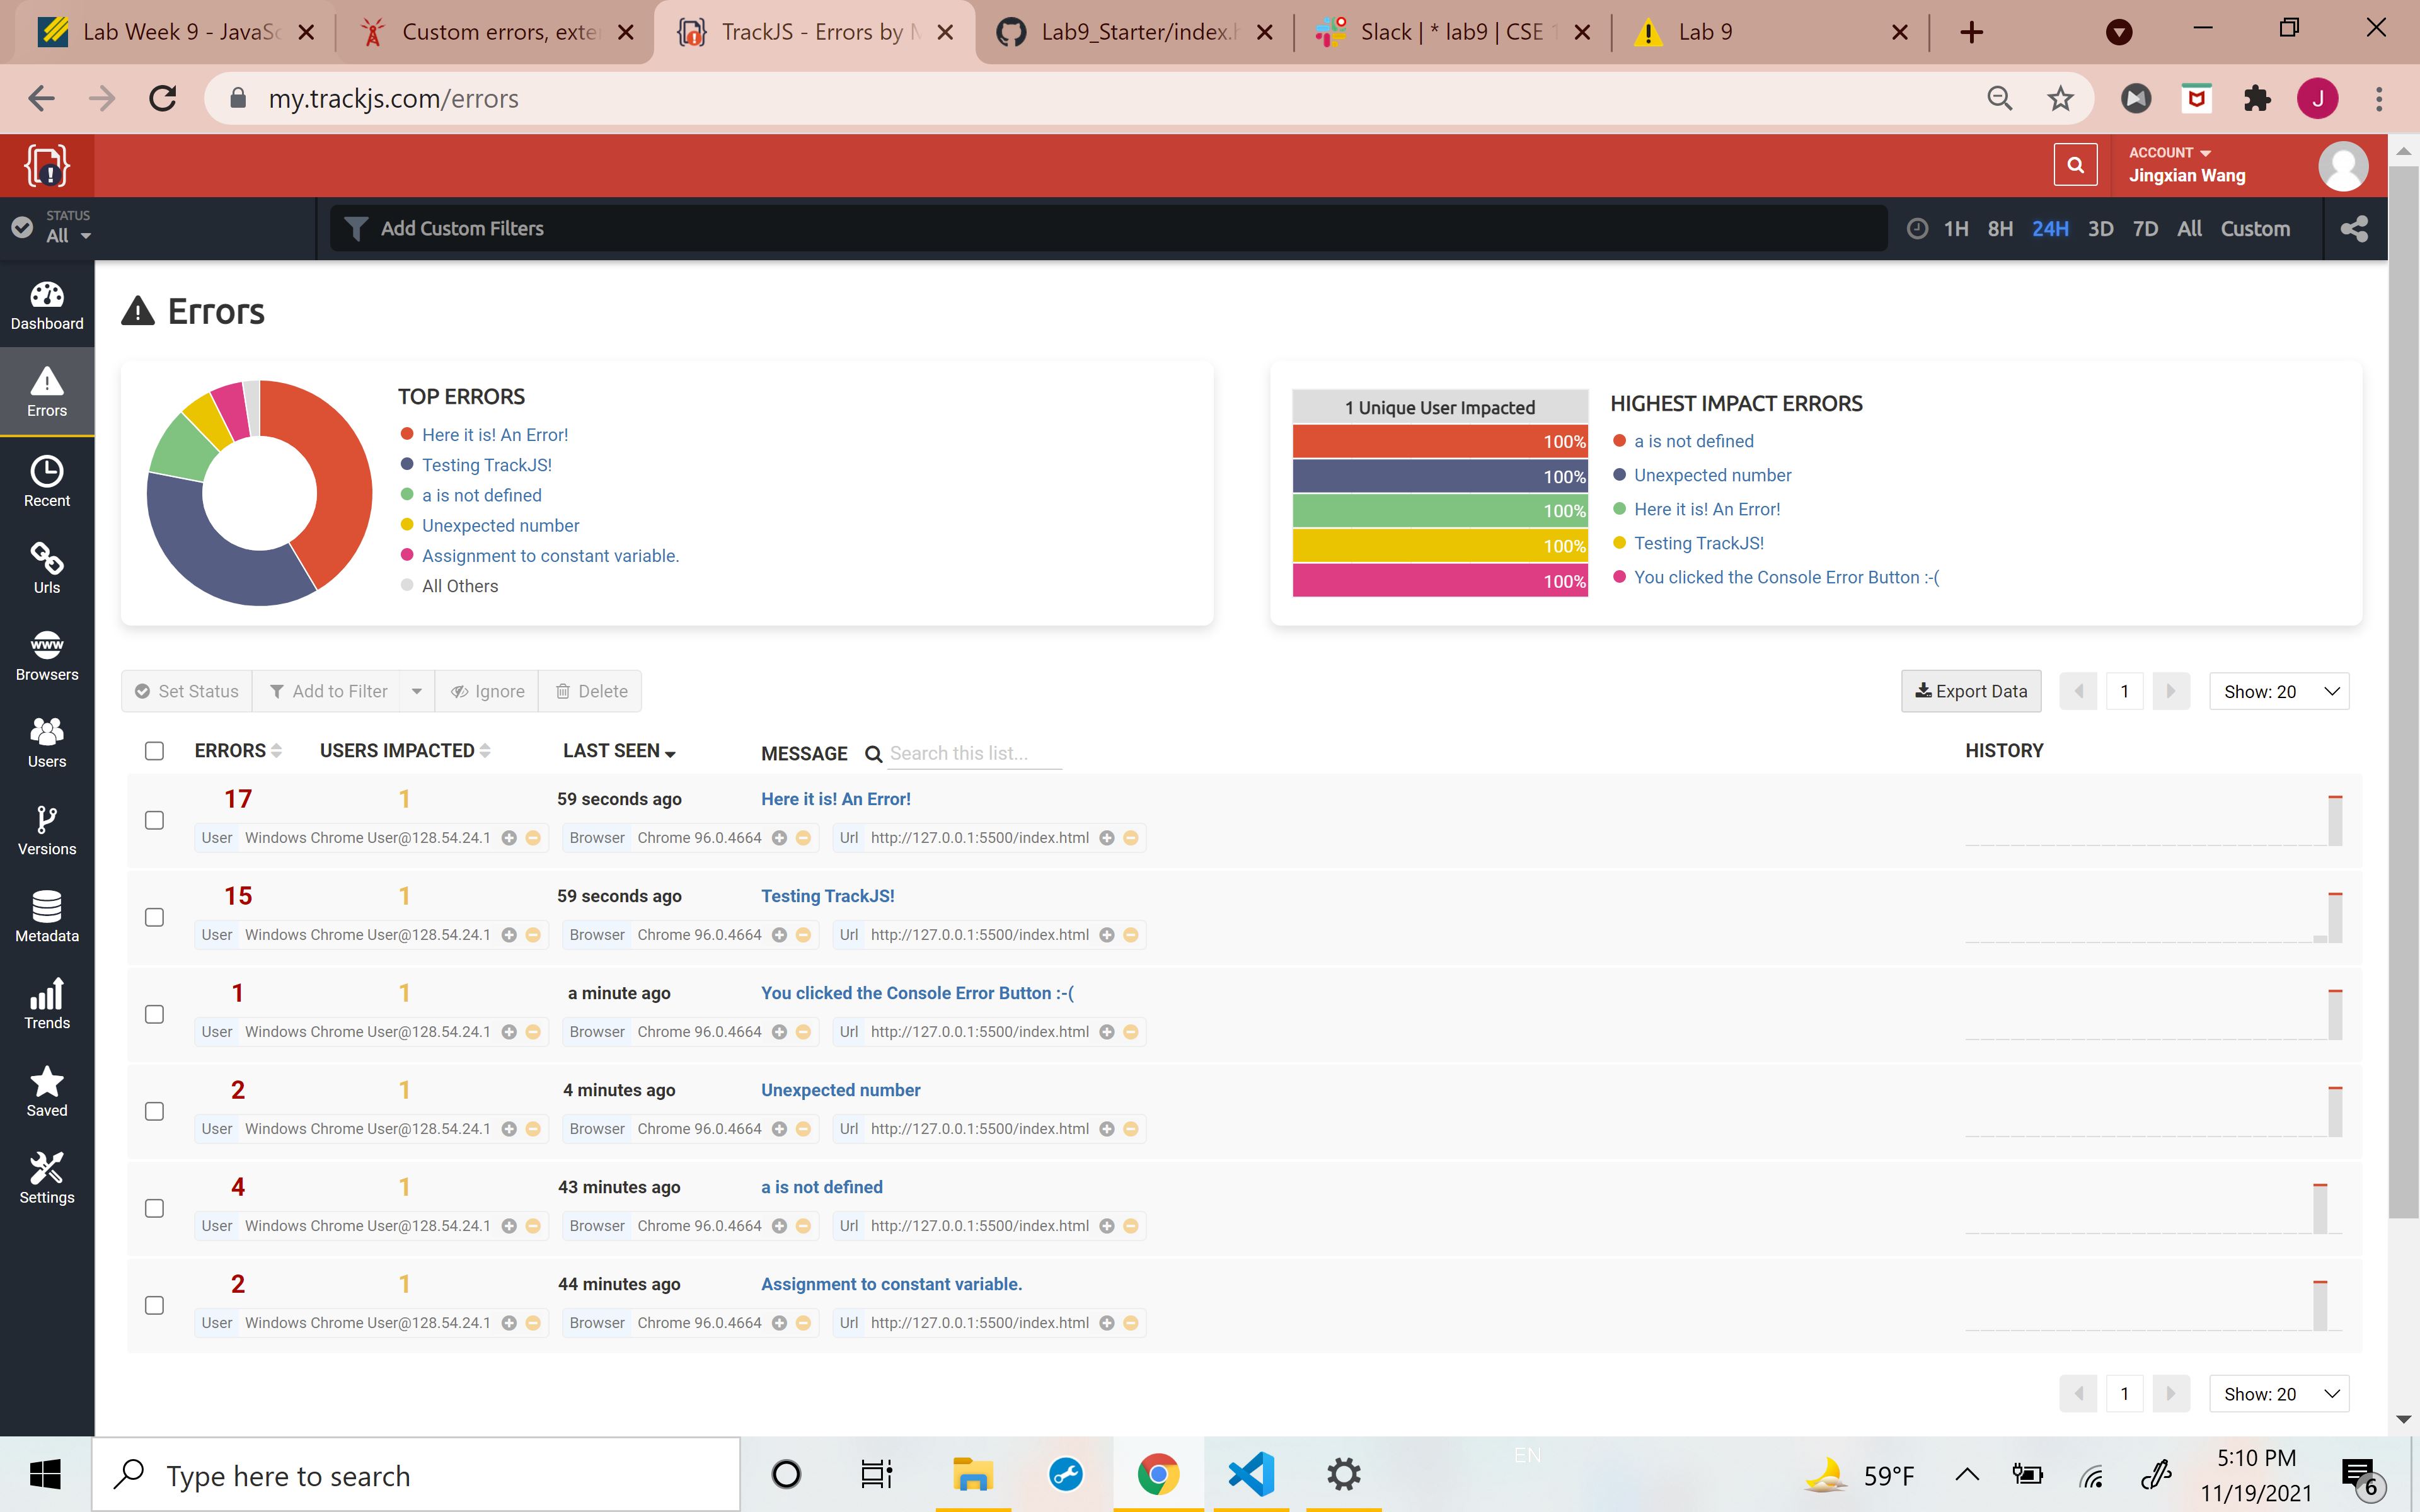 Lab Week 9 - JavaSc
Custom errors, exte
TrackJS - Errors by M
Lab9_Starter/index.h
Slack | * lab9 | CSE 1
Lab 9
my.trackjs.com/errors
J
ACCOUNT
Jingxian Wang
STATUS
All
Add Custom Filters
1H 8H 24H 3D 7D All Custom
Dashboard
Errors
Recent
Urls
www
Browsers
Users
Versions
Metadata
Trends
Saved
Settings
Errors
TOP ERRORS
Here it is! An Error!
Testing TrackJS!
a is not defined
Unexpected number
Assignment to constant variable.
All Others
1 Unique User Impacted
100%
100%
100%
100%
100%
HIGHEST IMPACT ERRORS
a is not defined
Unexpected number
Here it is! An Error!
Testing TrackJS!
You clicked the Console Error Button :-(
Set Status Add to Filter Ignore Delete
Export Data 1 Show: 20
ERRORS USERS IMPACTED LAST SEEN MESSAGE Search this list... HISTORY
17 1 59 seconds ago Here it is! An Error!
User Windows Chrome User@128.54.24.1 Browser Chrome 96.0.4664 Url http://127.0.0.1:5500/index.html
15 1 59 seconds ago Testing TrackJS!
User Windows Chrome User@128.54.24.1 Browser Chrome 96.0.4664 Url http://127.0.0.1:5500/index.html
1 1 a minute ago You clicked the Console Error Button :-(
User Windows Chrome User@128.54.24.1 Browser Chrome 96.0.4664 Url http://127.0.0.1:5500/index.html
2 1 4 minutes ago Unexpected number
User Windows Chrome User@128.54.24.1 Browser Chrome 96.0.4664 Url http://127.0.0.1:5500/index.html
4 1 43 minutes ago a is not defined
User Windows Chrome User@128.54.24.1 Browser Chrome 96.0.4664 Url http://127.0.0.1:5500/index.html
2 1 44 minutes ago Assignment to constant variable.
User Windows Chrome User@128.54.24.1 Browser Chrome 96.0.4664 Url http://127.0.0.1:5500/index.html
1 Show: 20
Type here to search
EN
59°F
5:10 PM
11/19/2021
6